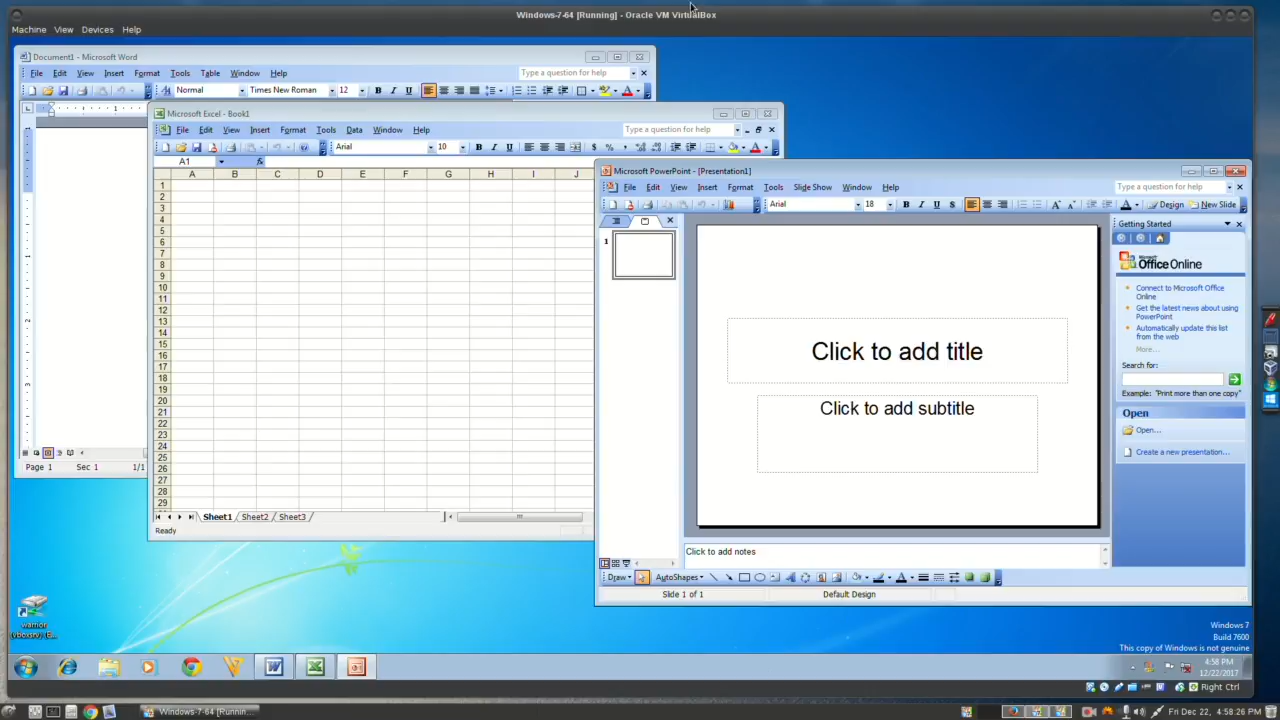 Windows-7-64 [Running] - Oracle VM VirtualBox
Machine View Devices Help
Document1 - Microsoft Word
File Edit View Insert Format Tools Table Window Help Type a question for help
Normal Times New Roman 12 B I U
Microsoft Excel - Book1
File Edit View Insert Format Tools Data Window Help Type a question for help
Arial 10 B I U $ % ,
A1 fx
A B C D E F G H I J
1
2
3
4
5
6
7
8
9
10
11
12
13
14
15
16
17
18
19
20
21
22
23
24
25
26
27
28
29
Sheet1 Sheet2 Sheet3
Ready
Page 1 Sec 1 1/1
Microsoft PowerPoint - [Presentation1]
File Edit View Insert Format Tools Slide Show Window Help Type a question for help
Arial 18 B I U S Design New Slide
1
Click to add title
Click to add subtitle
Click to add notes
Draw AutoShapes
Slide 1 of 1 Default Design
Getting Started
Microsoft
Office Online
Connect to Microsoft Office
Online
Get the latest news about using
PowerPoint
Automatically update this list
from the web
More...
Search for:
Example: "Print more than one copy"
Open
Open...
Create a new presentation...
warrior
(\\vboxsrv) (E...
Windows 7
Build 7600
This copy of Windows is not genuine
4:58 PM
12/22/2017
Right Ctrl
Windows-7-64 [Runnin...
Fri Dec 22, 4:58:26 PM